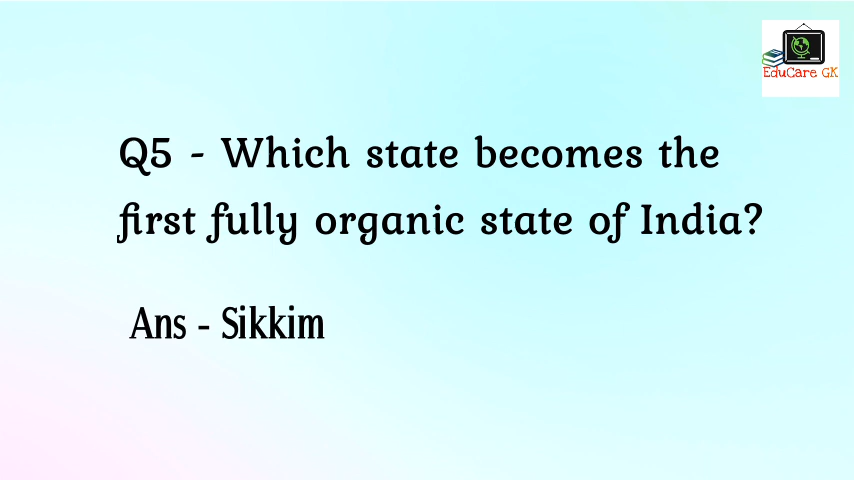 EduCare GK
Q5 - Which state becomes the
first fully organic state of India?
Ans - Sikkim